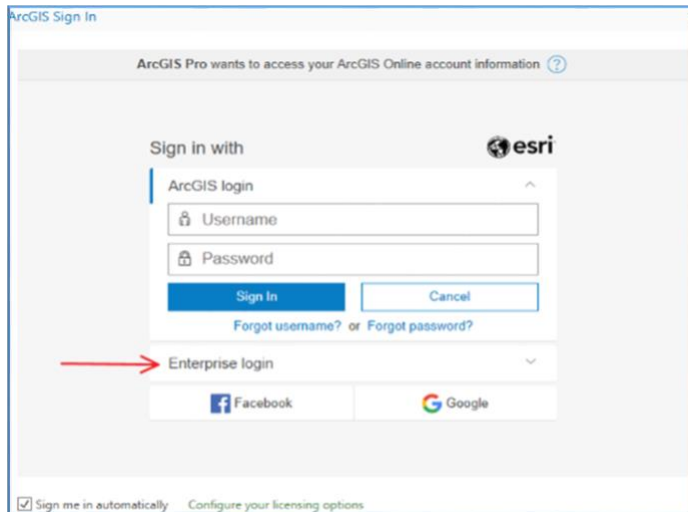 ArcGIS Sign In
ArcGIS Pro wants to access your ArcGIS Online account information ?
Sign in with esri
ArcGIS login
Username
Password
Sign In Cancel
Forgot username? or Forgot password?
Enterprise login
Facebook Google
Sign me in automatically Configure your licensing options